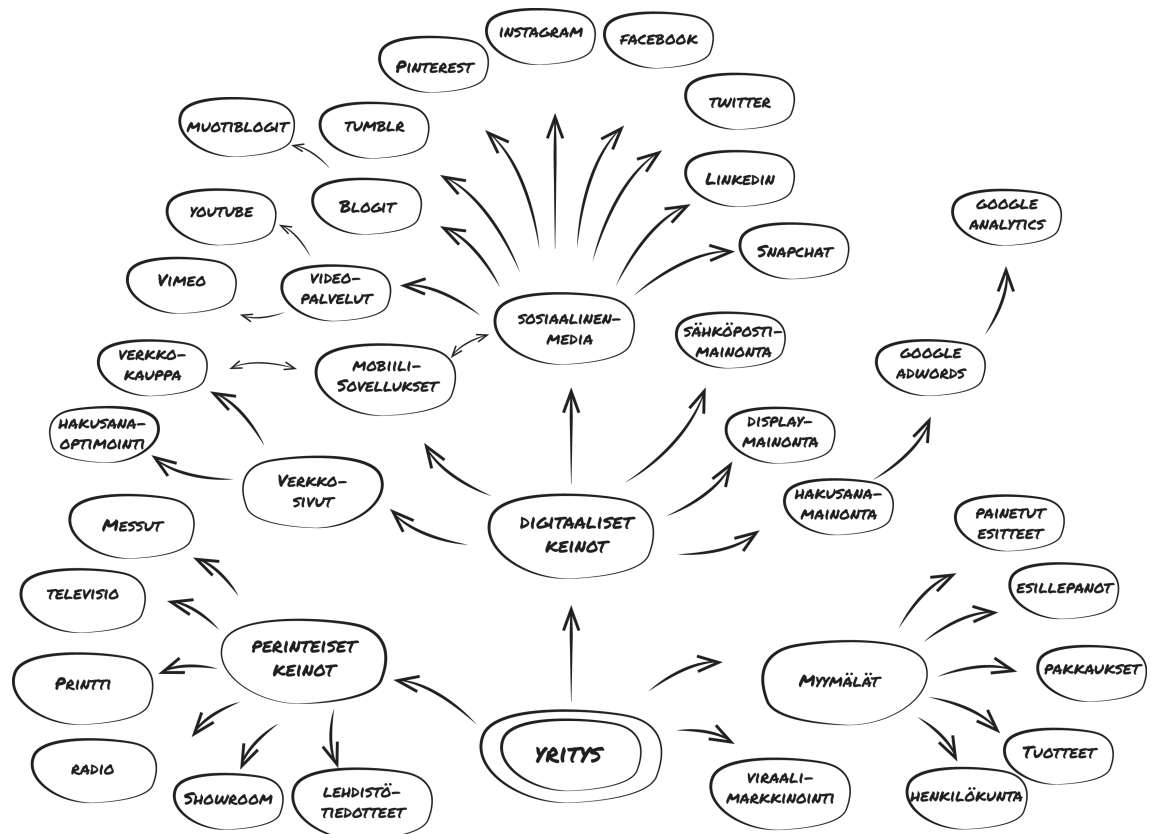 INSTAGRAM
FACEBOOK
PINTEREST
TWITTER
MUOTIBLOGIT
TUMBLR
LINKEDIN
YOUTUBE
BLOGIT
GOOGLE
ANALYTICS
SNAPCHAT
VIMEO
VIDEO-
PALVELUT
SOSIAALINEN-
MEDIA
SÄHKÖPOSTI-
MAINONTA
VERKKO-
KAUPPA
MOBIILI-
SOVELLUKSET
GOOGLE
ADWORDS
HAKUSANA-
OPTIMOINTI
DISPLAY-
MAINONTA
VERKKO-
SIVUT
HAKUSANA-
MAINONTA
MESSUT
DIGITAALISET
KEINOT
PAINETUT
ESITTEET
TELEVISIO
ESILLEPANOT
PERINTEISET
KEINOT
PRINTTI
MYYMÄLÄT
PAKKAUKSET
RADIO
YRITYS
TUOTTEET
SHOWROOM
LEHDISTÖ-
TIEDOTTEET
VIRAALI-
MARKKINOINTI
HENKILÖKUNTA